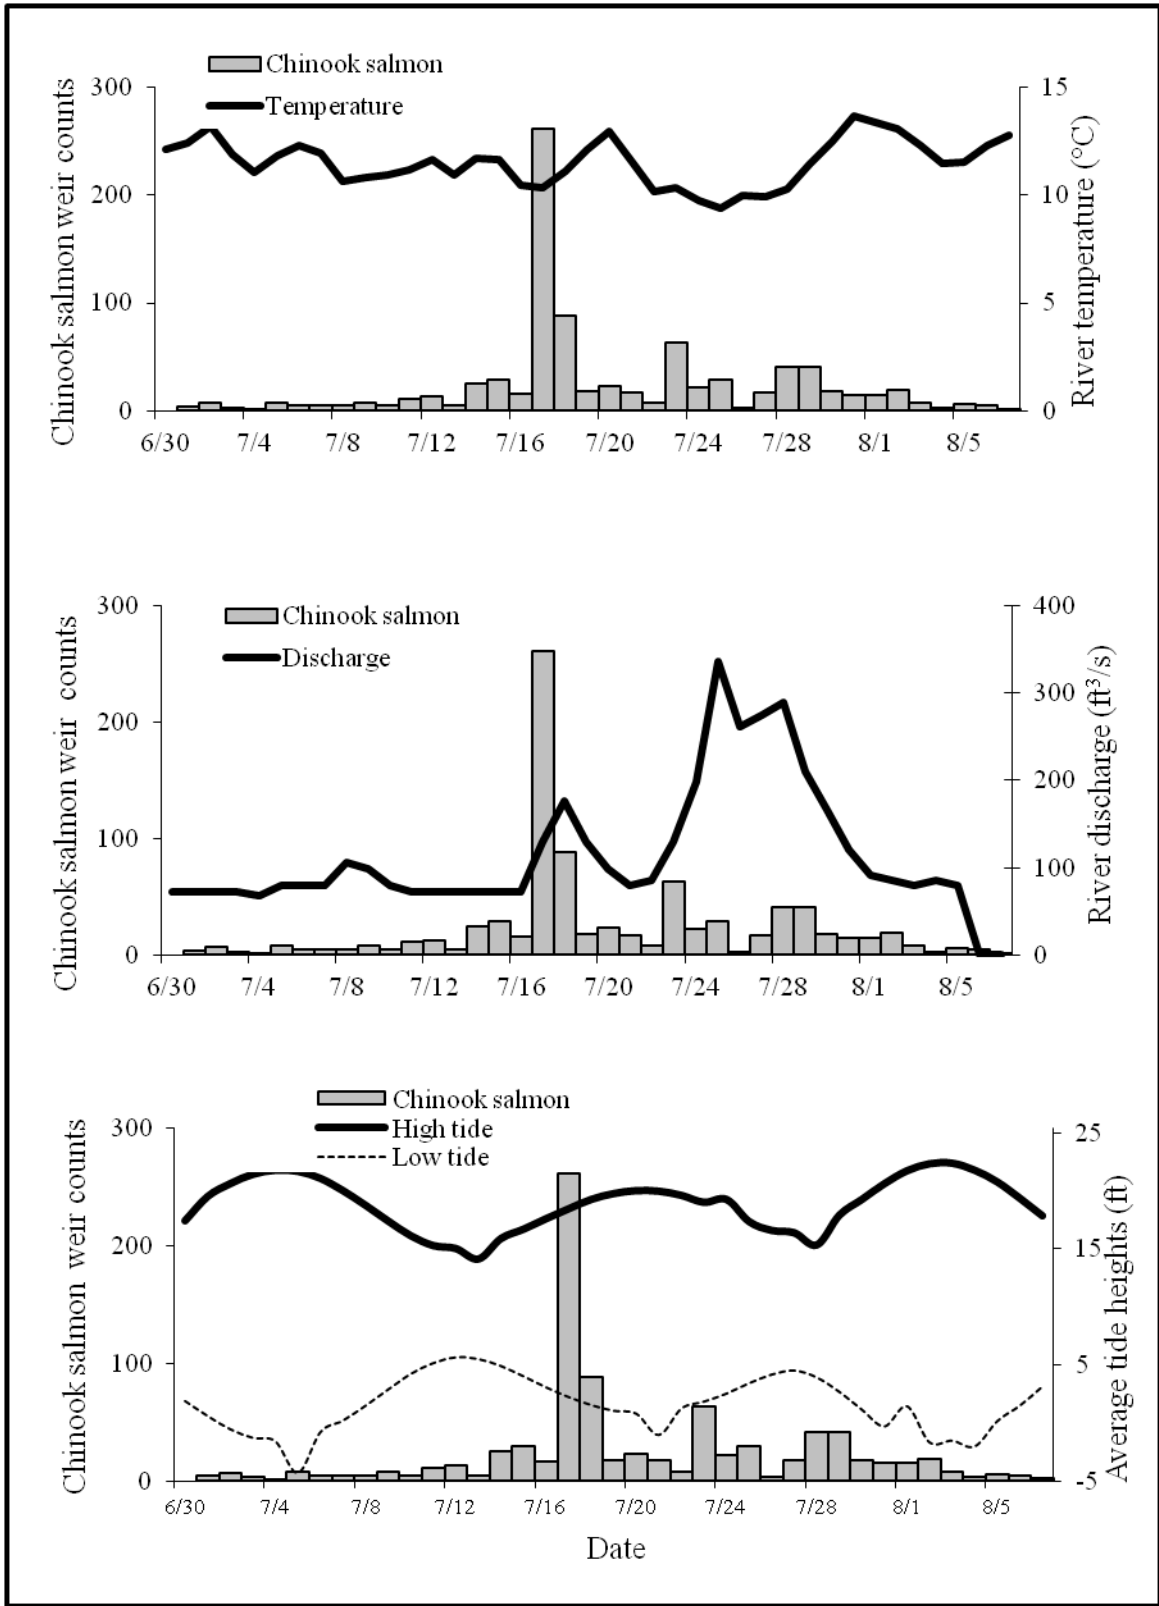 Chinook salmon
Temperature
Chinook salmon weir counts
300
200
100
0
15
10
5
0
River temperature (°C)
6/30 7/4 7/8 7/12 7/16 7/20 7/24 7/28 8/1 8/5
Chinook salmon
Discharge
Chinook salmon weir counts
300
200
100
0
400
300
200
100
0
River discharge (ft³/s)
6/30 7/4 7/8 7/12 7/16 7/20 7/24 7/28 8/1 8/5
Chinook salmon
High tide
Low tide
Chinook salmon weir counts
300
200
100
0
25
15
5
-5
Average tide heights (ft)
6/30 7/4 7/8 7/12 7/16 7/20 7/24 7/28 8/1 8/5
Date